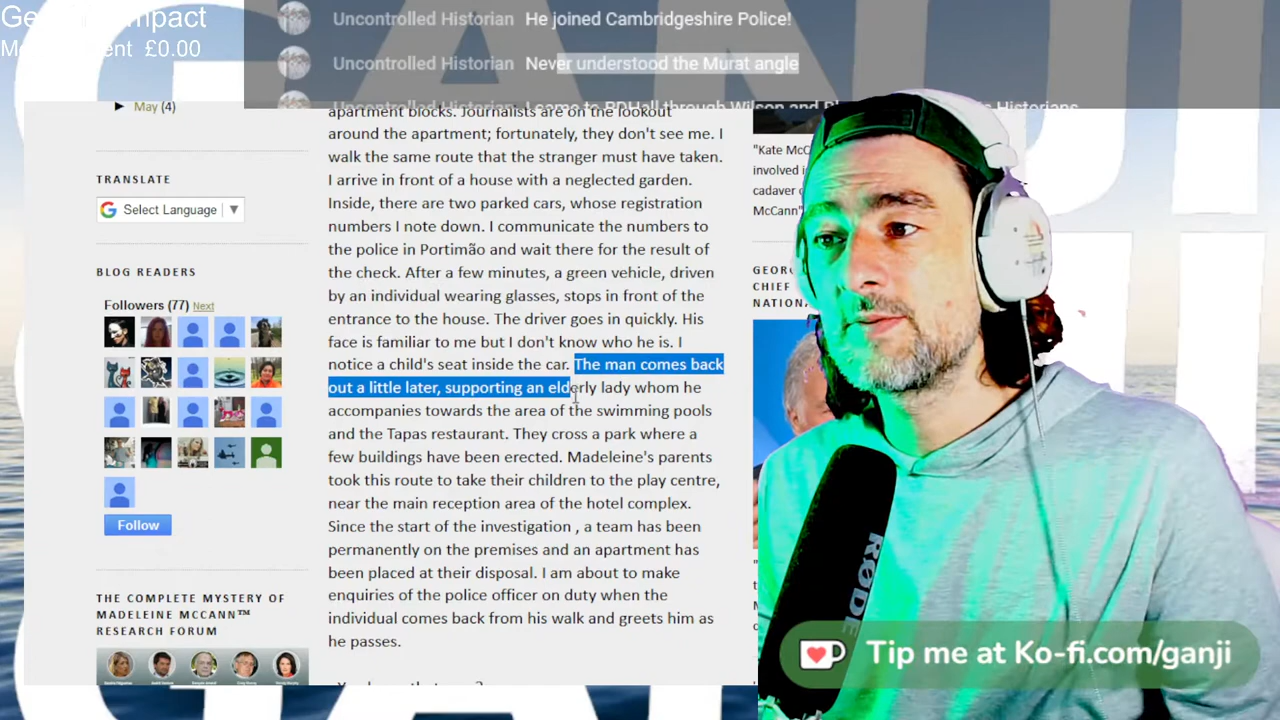 Uncontrolled Historian He joined Cambridgeshire Police!
£0.00
Uncontrolled Historian Never understood the Murat angle
May (4)
apartment blocks. Journalists are on the lookout
around the apartment; fortunately, they don't see me. I
walk the same route that the stranger must have taken.
I arrive in front of a house with a neglected garden.
Inside, there are two parked cars, whose registration
numbers I note down. I communicate the numbers to
the police in Portimão and wait there for the result of
the check. After a few minutes, a green vehicle, driven
by an individual wearing glasses, stops in front of the
entrance to the house. The driver goes in quickly. His
face is familiar to me but I don't know who he is. I
notice a child's seat inside the car. The man comes back
out a little later, supporting an elderly lady whom he
accompanies towards the area of the swimming pools
and the Tapas restaurant. They cross a park where a
few buildings have been erected. Madeleine's parents
took this route to take their children to the play centre,
near the main reception area of the hotel complex.
Since the start of the investigation , a team has been
permanently on the premises and an apartment has
been placed at their disposal. I am about to make
enquiries of the police officer on duty when the
individual comes back from his walk and greets him as
he passes.
TRANSLATE
Select Language
BLOG READERS
Followers (77) Next
Follow
THE COMPLETE MYSTERY OF
MADELEINE MCCANN™
RESEARCH FORUM
"Kate
involved
cadaver
McCann"
CHIEF
RØDE
Tip me at Ko-fi.com/ganji